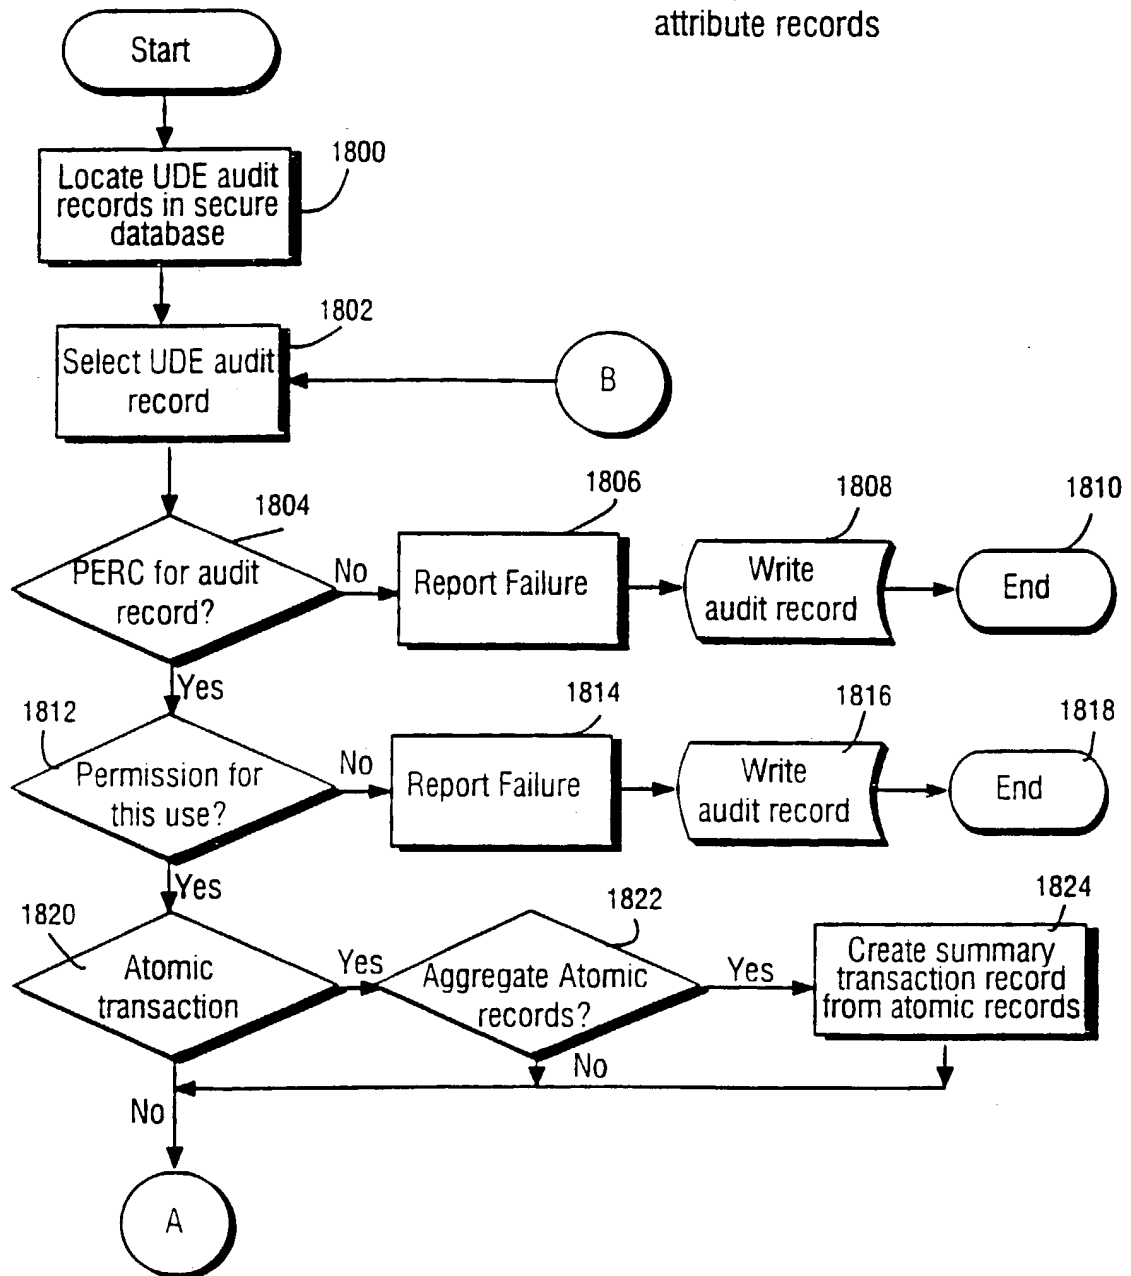 attribute records
Start
1800
Locate UDE audit
records in secure
database
1802
Select UDE audit
record
B
1804
PERC for audit
record?
No
1806
Report Failure
1808
Write
audit record
1810
End
Yes
1812
Permission for
this use?
No
1814
Report Failure
1816
Write
audit record
1818
End
Yes
1820
Atomic
transaction
Yes
1822
Aggregate Atomic
records?
Yes
1824
Create summary
transaction record
from atomic records
No
No
A